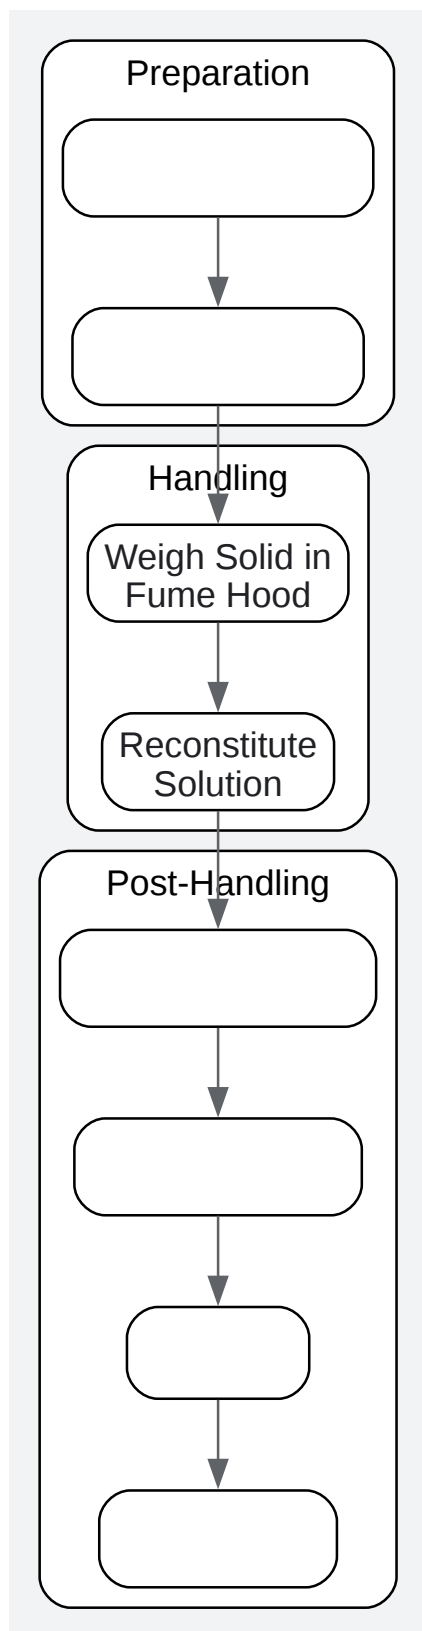 Preparation
Handling
Weigh Solid in
Fume Hood
Reconstitute
Solution
Post-Handling